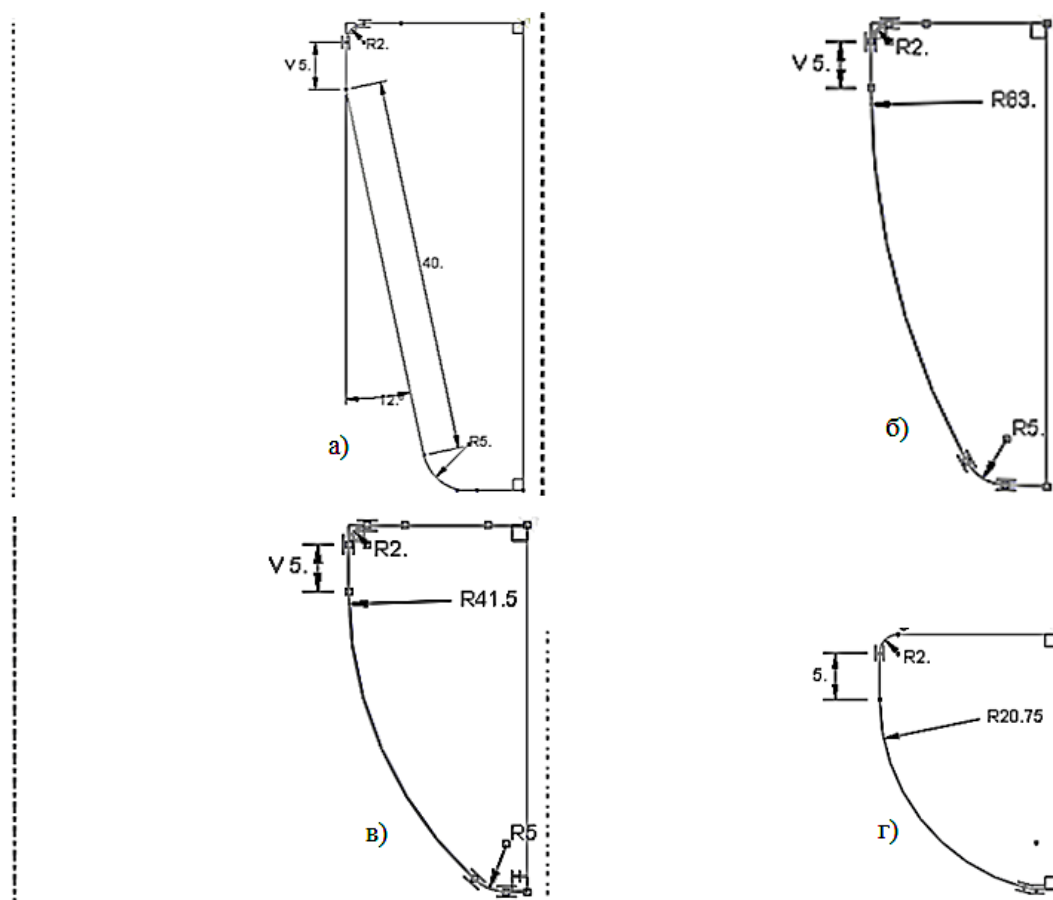 R2.
V 5.
40.
12.°
R5.
а)
R2.
V 5.
R83.
R5.
б)
R2.
V 5.
R41.5
R5
в)
R2.
5.
R20.75
г)